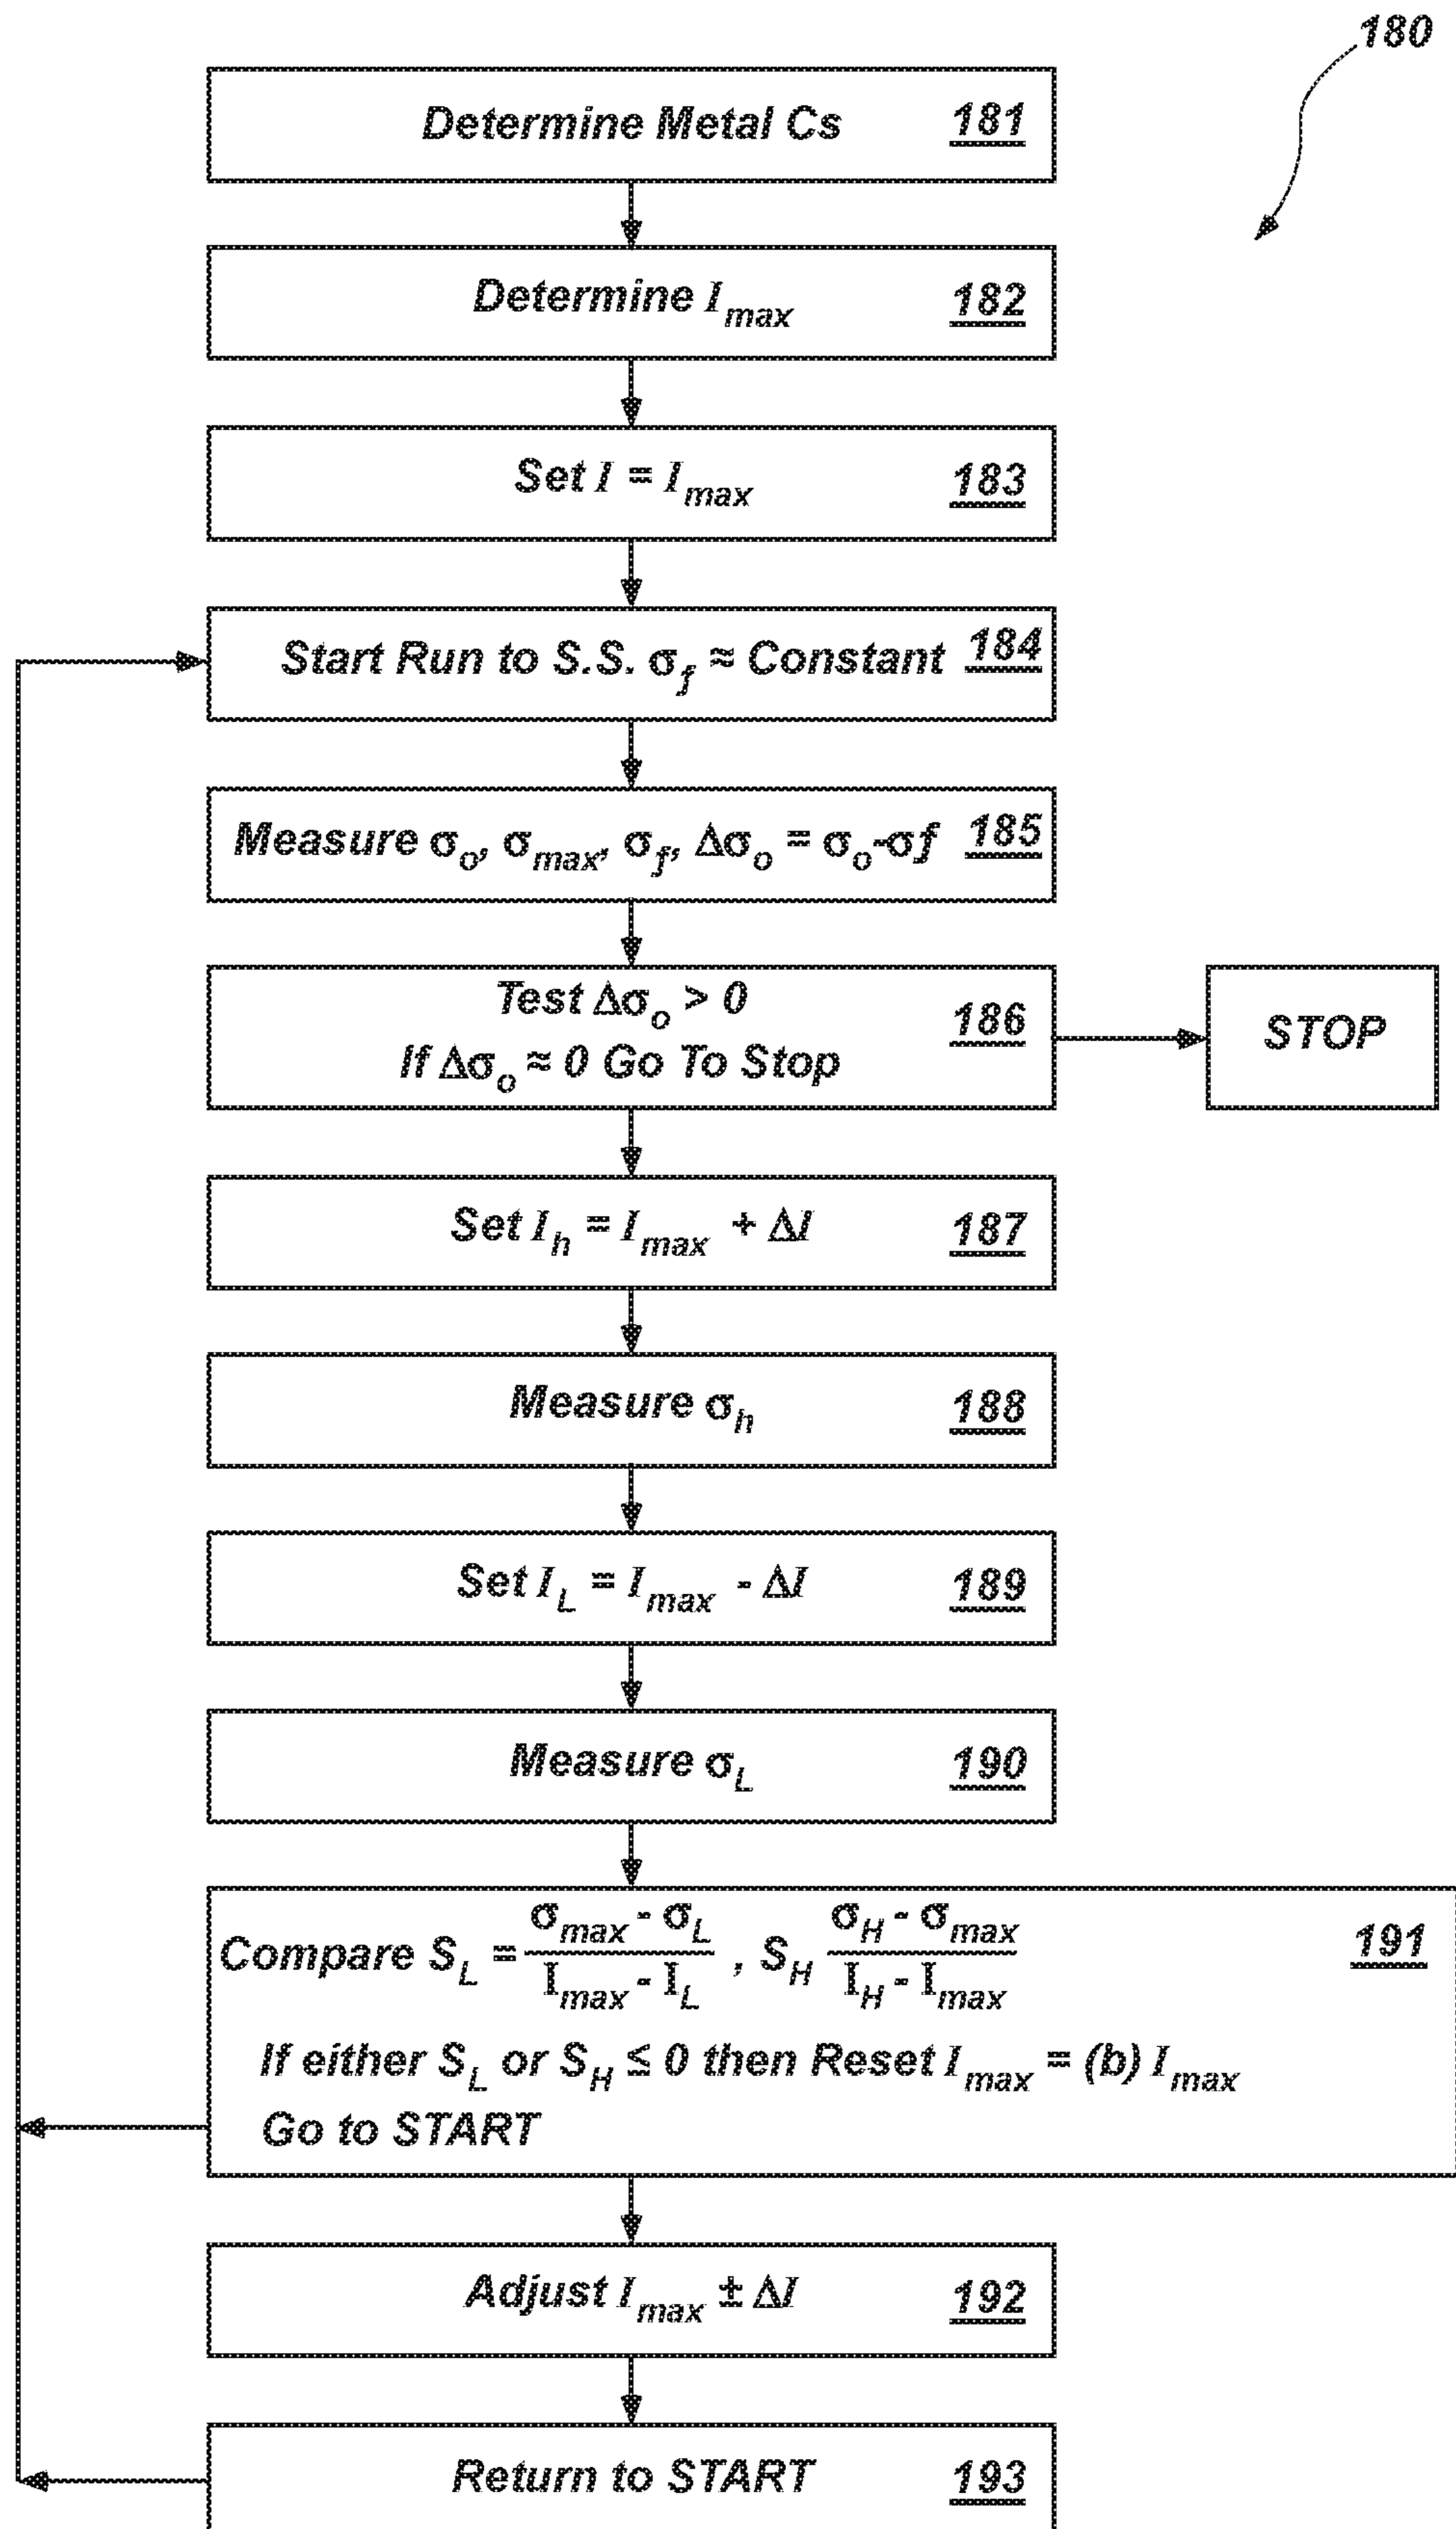 180
Determine Metal Cs 181
Determine I_max 182
Set I = I_max 183
Start Run to S.S. σ_f ≈ Constant 184
Measure σ_o, σ_max, σ_f, Δσ_o = σ_o-σf 185
Test Δσ_o > 0
If Δσ_o ≈ 0 Go To Stop
186
STOP
Set I_h = I_max + ΔI 187
Measure σ_h 188
Set I_L = I_max - ΔI 189
Measure σ_L 190
Compare S_L = (σ_max - σ_L) / (I_max - I_L) , S_H (σ_H - σ_max) / (I_H - I_max) 191
If either S_L or S_H ≤ 0 then Reset I_max = (b) I_max
Go to START
Adjust I_max ± ΔI 192
Return to START 193